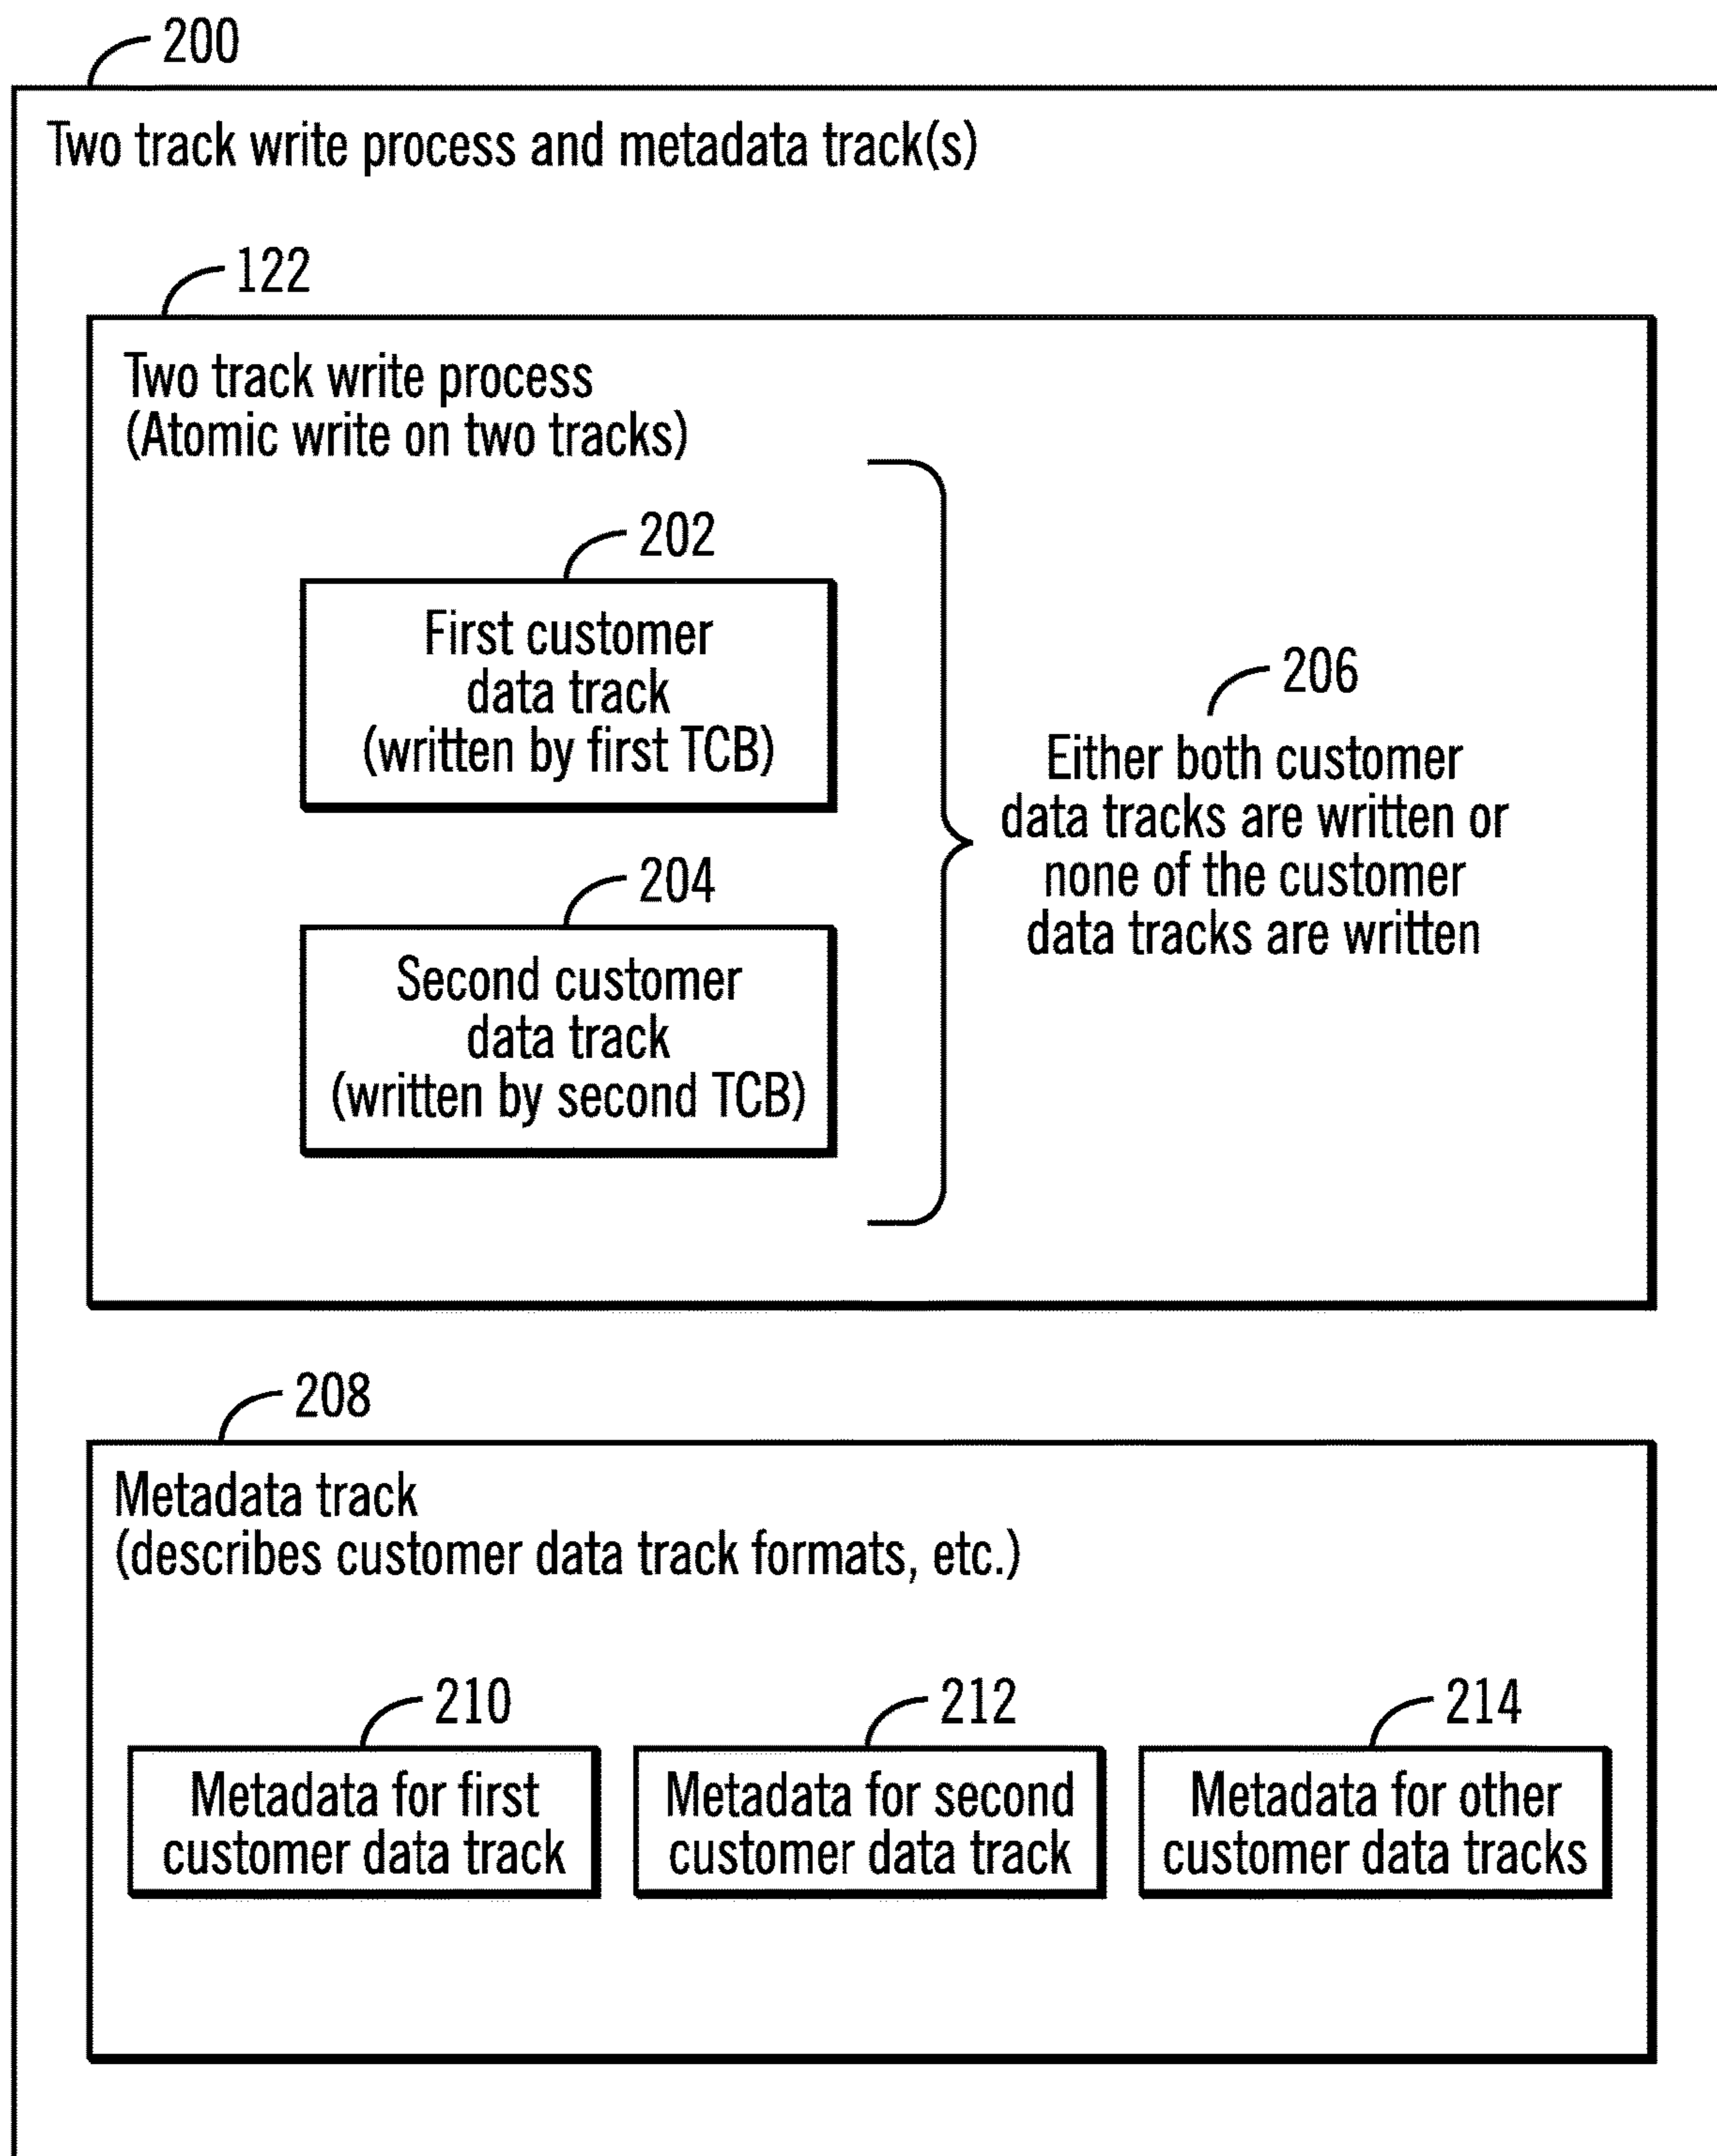 200
Two track write process and metadata track(s)
122
Two track write process
(Atomic write on two tracks)
202
First customer
data track
(written by first TCB)
204
Second customer
data track
(written by second TCB)
206
Either both customer
data tracks are written or
none of the customer
data tracks are written
208
Metadata track
(describes customer data track formats, etc.)
210
Metadata for first
customer data track
212
Metadata for second
customer data track
214
Metadata for other
customer data tracks